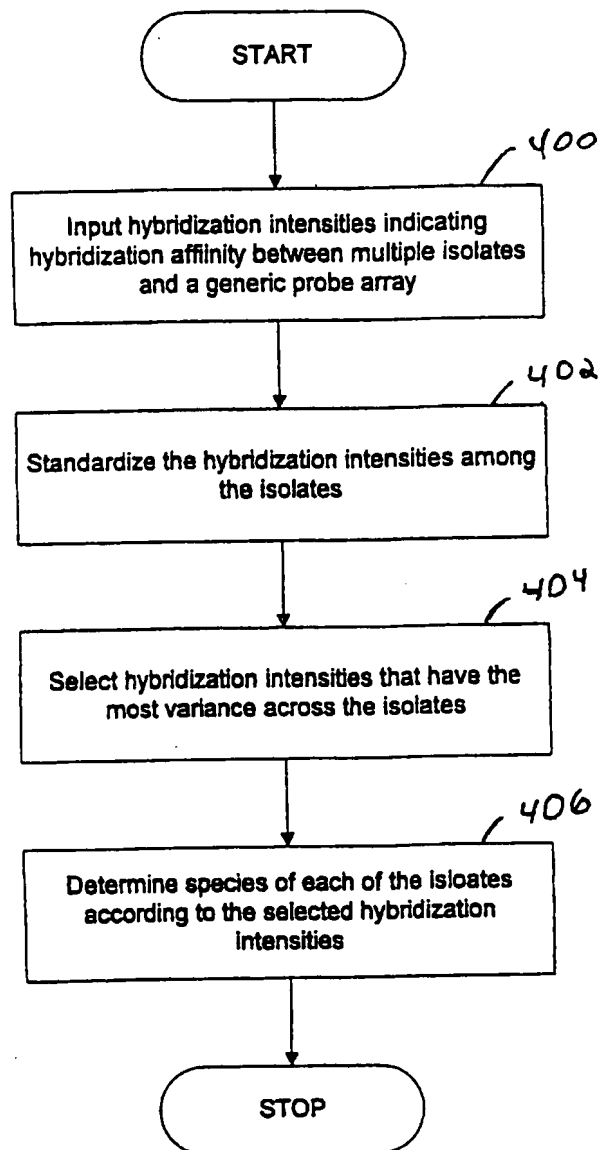 START
400
Input hybridization intensities indicating
hybridization affinity between multiple isolates
and a generic probe array
402
Standardize the hybridization intensities among
the isolates
404
Select hybridization intensities that have the
most variance across the isolates
406
Determine species of each of the isloates
according to the selected hybridization
intensities
STOP